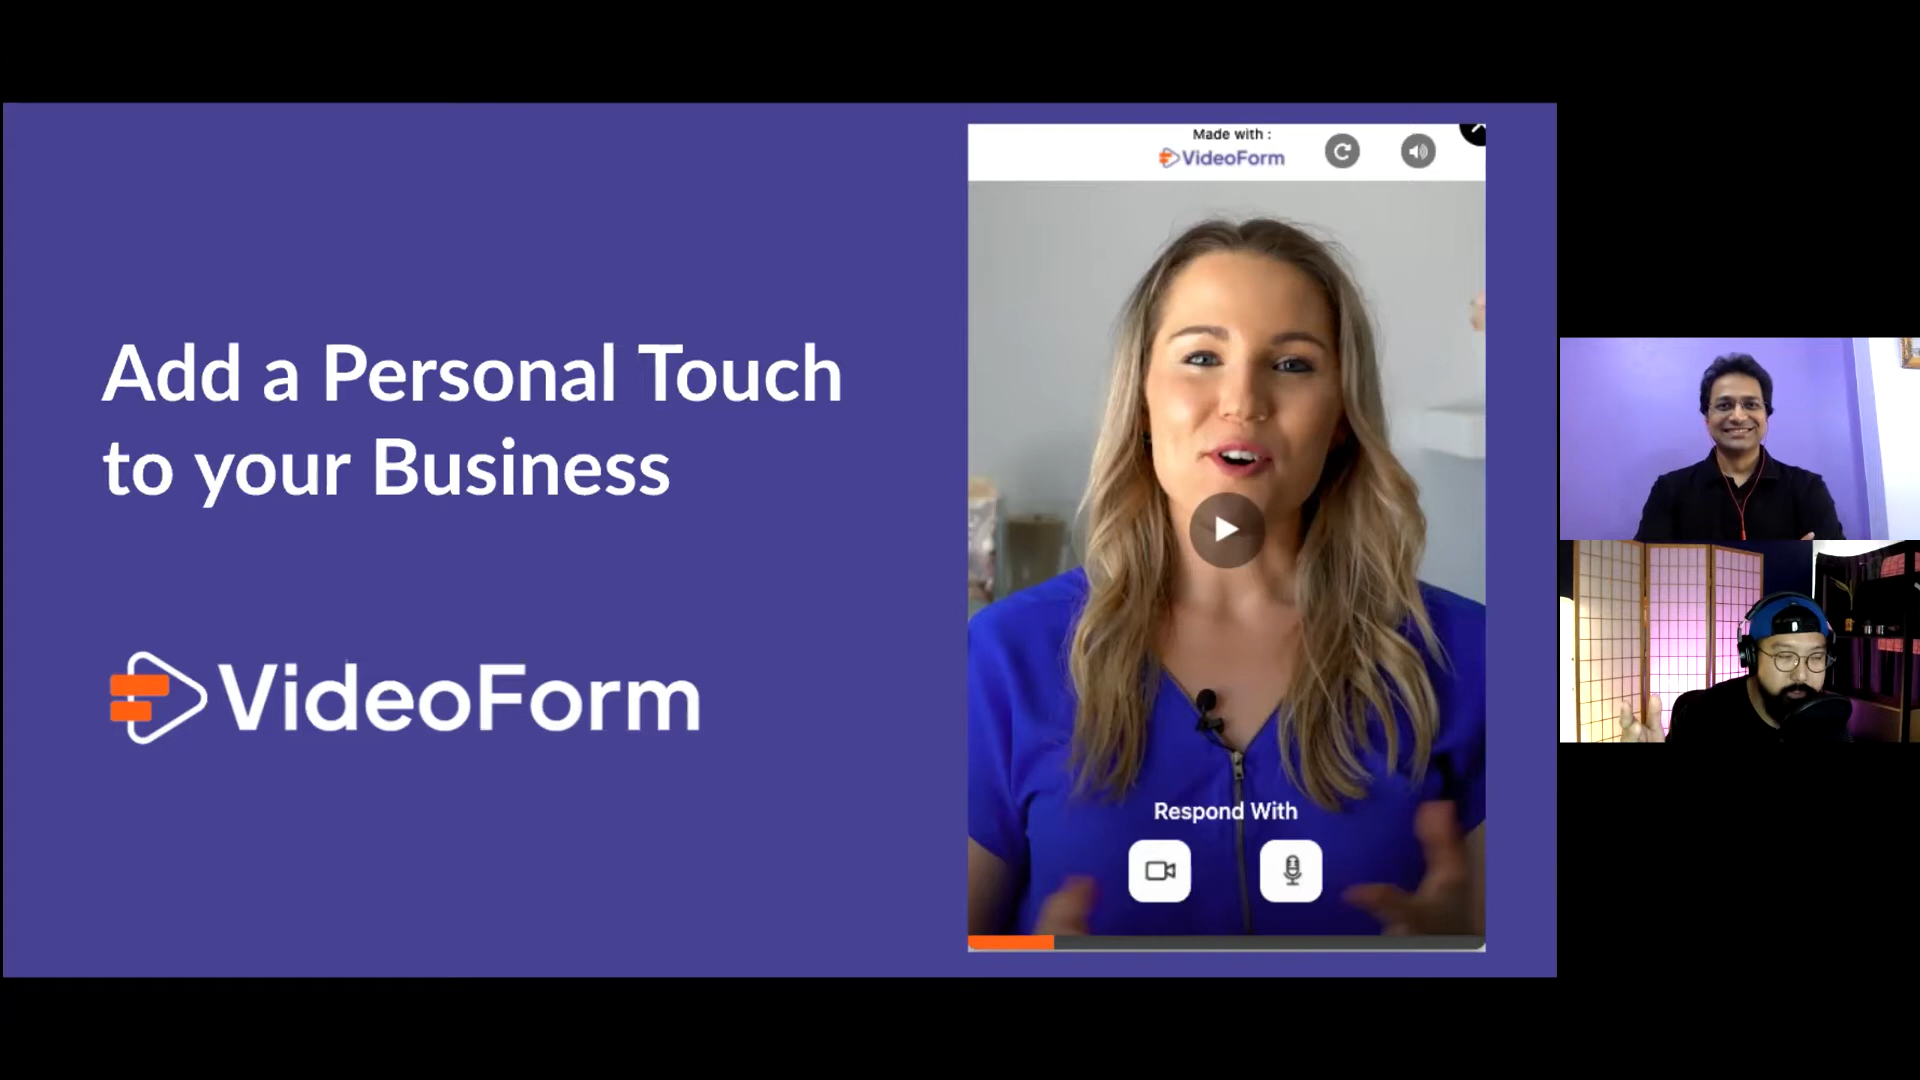 Add a Personal Touch
to your Business
VideoForm
Made with :
VideoForm
Respond With